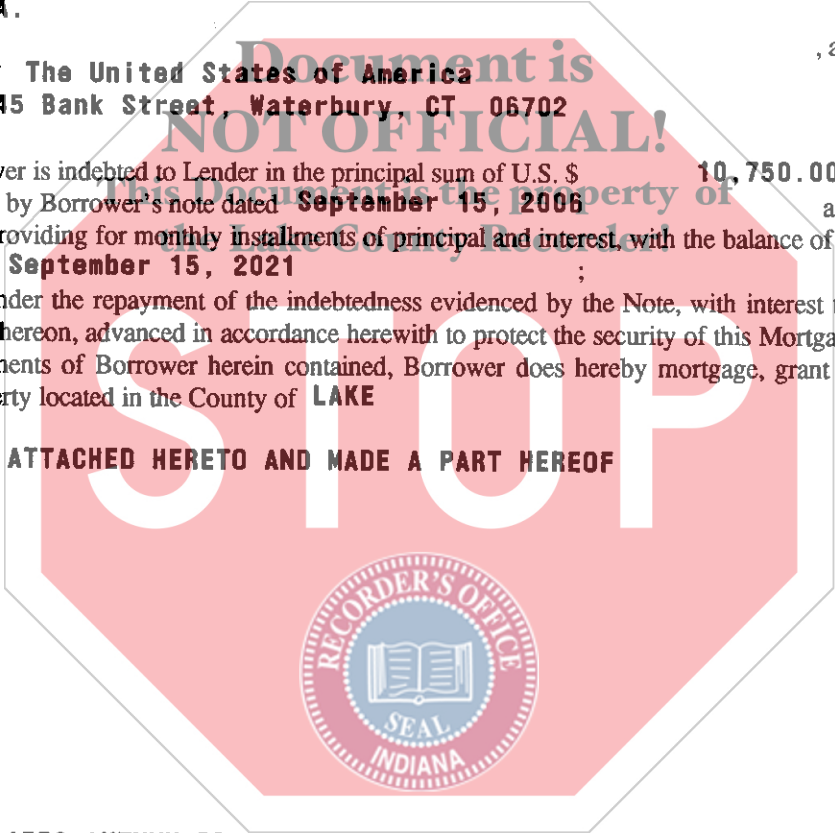 A.
The United States of America
45 Bank Street, Waterbury, CT 06702
Document is
NOT OFFICIAL!
This Document is the property of
the Lake County Recorder!
ver is indebted to Lender in the principal sum of U.S. $ 10,750.00
by Borrower's note dated September 15, 2006 a
roviding for monthly installments of principal and interest, with the balance of
September 15, 2021 ;
nder the repayment of the indebtedness evidenced by the Note, with interest
hereon, advanced in accordance herewith to protect the security of this Mortga
nents of Borrower herein contained, Borrower does hereby mortgage, grant
rty located in the County of LAKE
ATTACHED HERETO AND MADE A PART HEREOF
STOP
RECORDER'S OFFICE
SEAL
INDIANA